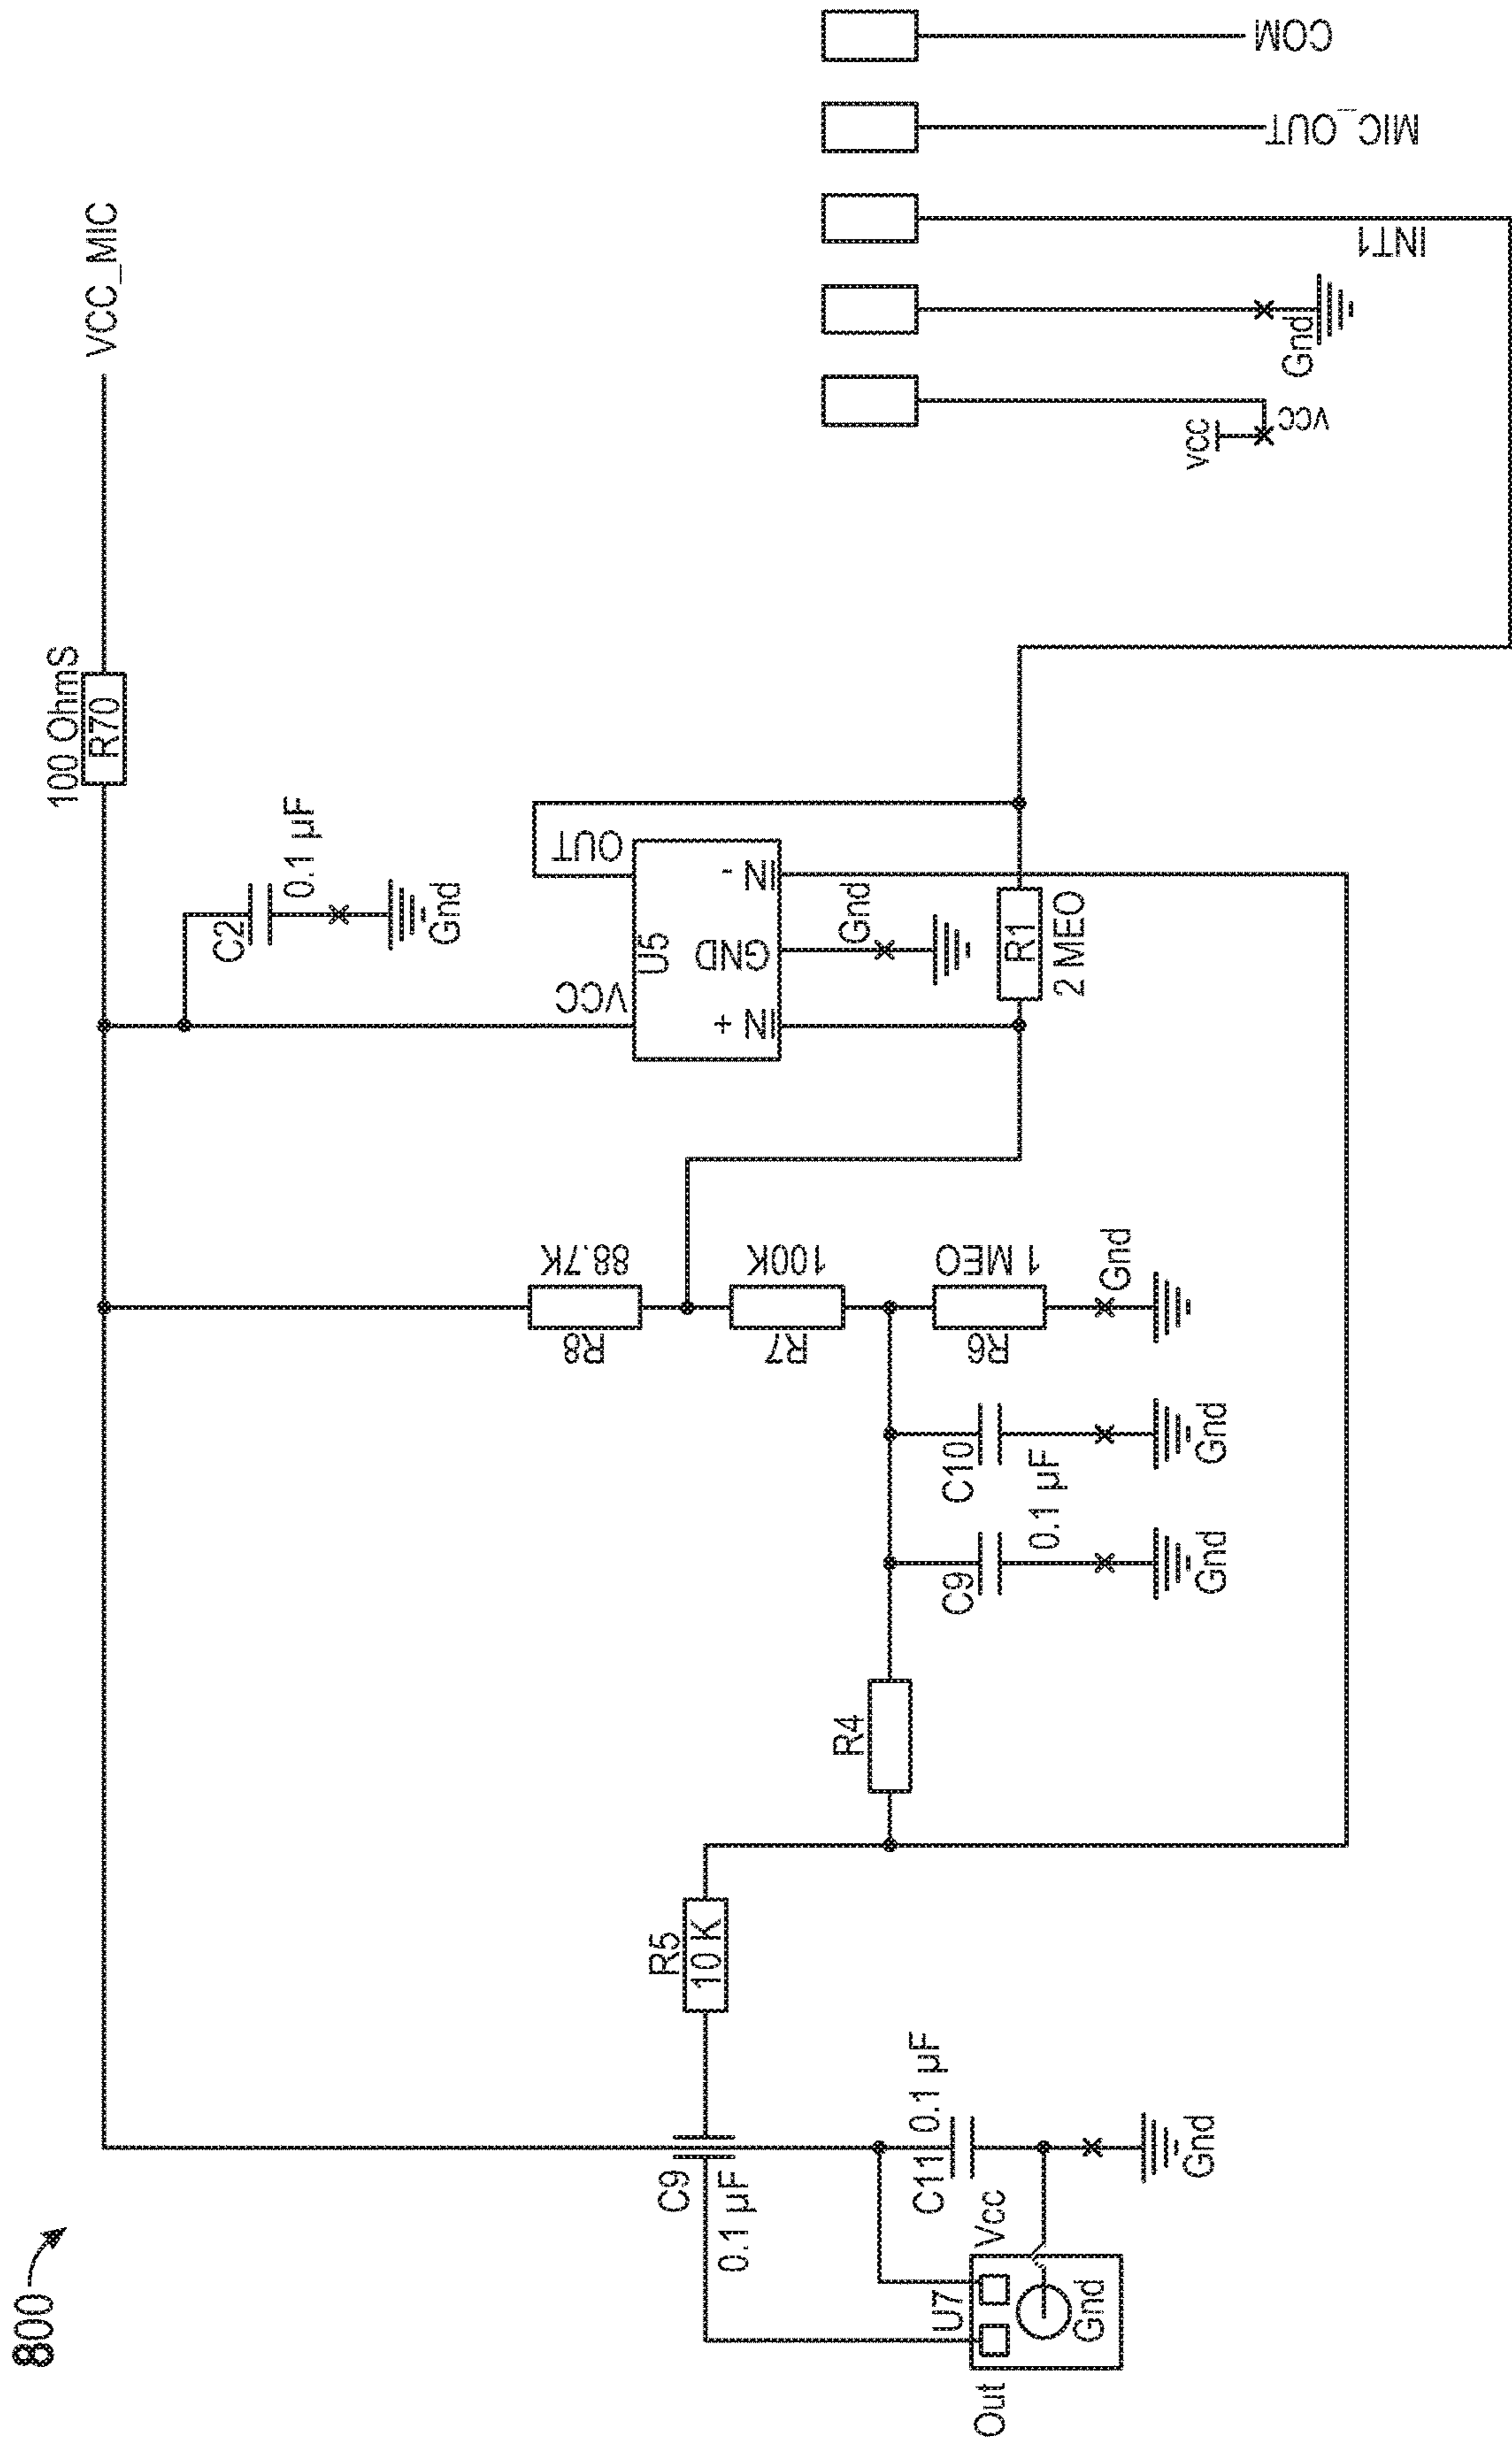 800
VCC_MIC
100 OhmS
R70
C2
0.1 µF
Gnd
OUT
VCC
U5
IN -
GND
IN +
Gnd
R1
2 MEO
88.7K
R8
100K
R7
1 MEO
R6
Gnd
C10
0.1 µF
Gnd
C9
Gnd
R4
R5
10 K
C9
0.1 µF
C11
0.1 µF
Gnd
U7
Vcc
Gnd
Out
COM
MIC_OUT
INT1
Gnd
VCC
VCC